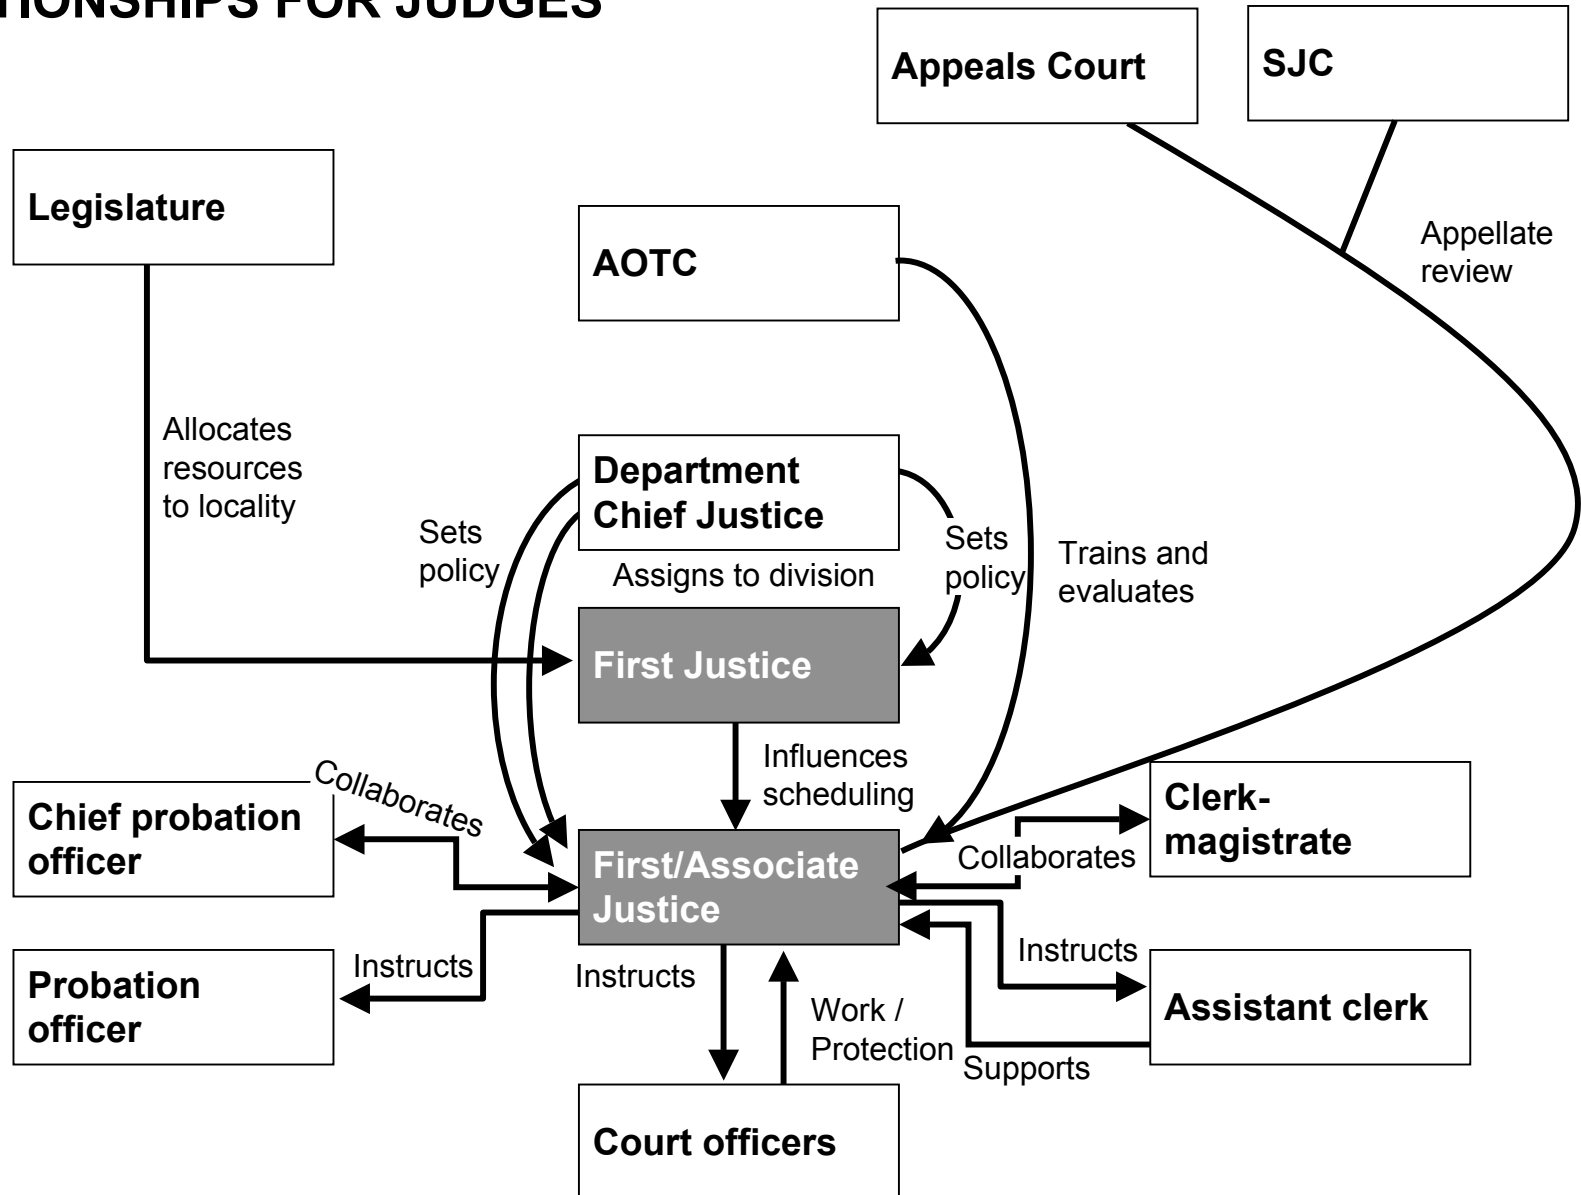 TIONSHIPS FOR JUDGES
Appeals Court
SJC
Legislature
AOTC
Appellate
review
Allocates
resources
to locality
Department
Chief Justice
Sets
policy
Sets
policy
Trains and
evaluates
Assigns to division
First Justice
Influences
scheduling
Collaborates
Chief probation
officer
First/Associate
Justice
Collaborates
Clerk-
magistrate
Probation
officer
Instructs
Instructs
Work /
Protection
Instructs
Assistant clerk
Supports
Court officers